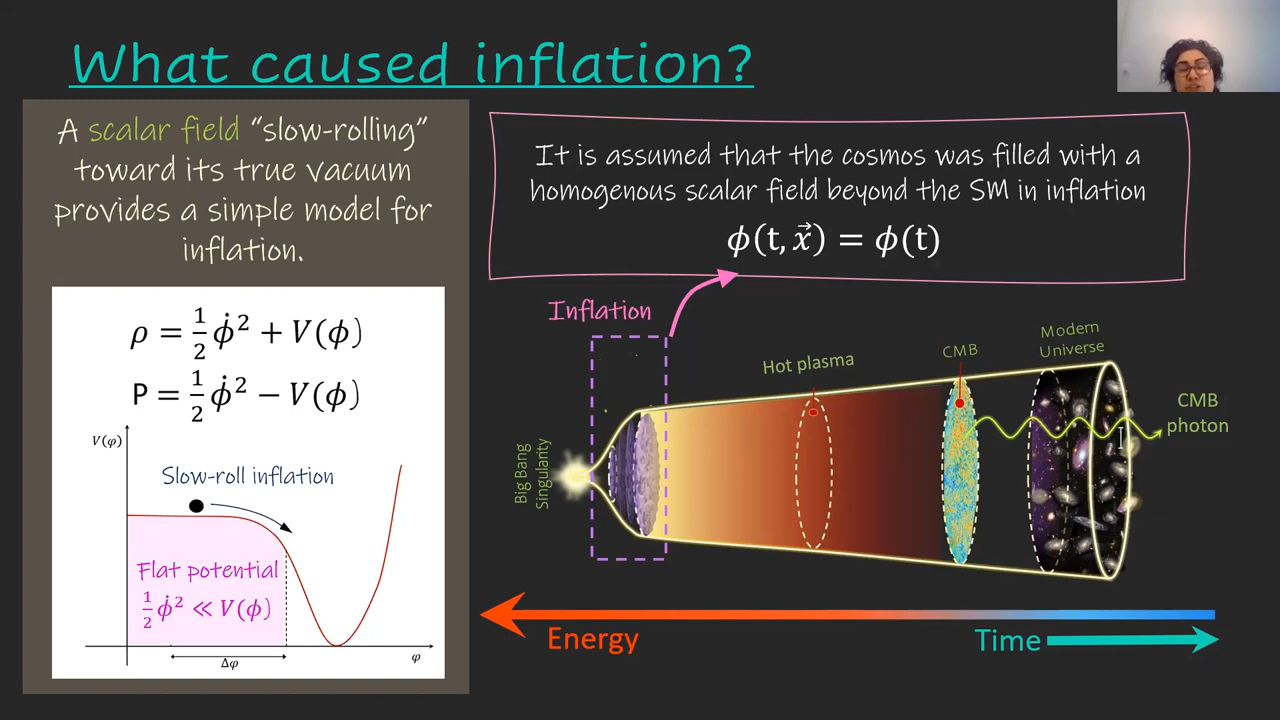 What caused inflation?
A scalar field “slow-rolling”
toward its true vacuum
provides a simple model for
inflation.
ρ = 1/2 ϕ̇² + V(ϕ)
P = 1/2 ϕ̇² − V(ϕ)
V(φ)
Slow-roll inflation
Flat potential
1/2 ϕ̇² ≪ V(ϕ)
Δφ
φ
It is assumed that the cosmos was filled with a
homogenous scalar field beyond the SM in inflation
ϕ(t, x⃗) = ϕ(t)
Inflation
Big Bang
Singularity
Hot plasma
CMB
Modern
Universe
CMB
photon
Energy
Time